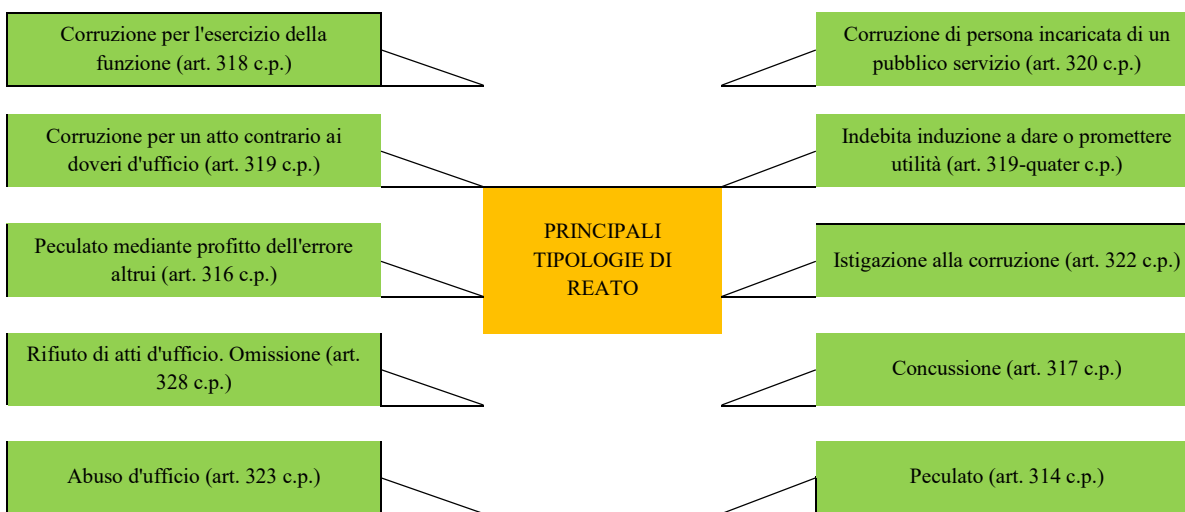 Corruzione per l'esercizio della
funzione (art. 318 c.p.)
Corruzione di persona incaricata di un
pubblico servizio (art. 320 c.p.)
Corruzione per un atto contrario ai
doveri d'ufficio (art. 319 c.p.)
Indebita induzione a dare o promettere
utilità (art. 319-quater c.p.)
PRINCIPALI
TIPOLOGIE DI
REATO
Peculato mediante profitto dell'errore
altrui (art. 316 c.p.)
Istigazione alla corruzione (art. 322 c.p.)
Rifiuto di atti d'ufficio. Omissione (art.
328 c.p.)
Concussione (art. 317 c.p.)
Abuso d'ufficio (art. 323 c.p.)
Peculato (art. 314 c.p.)